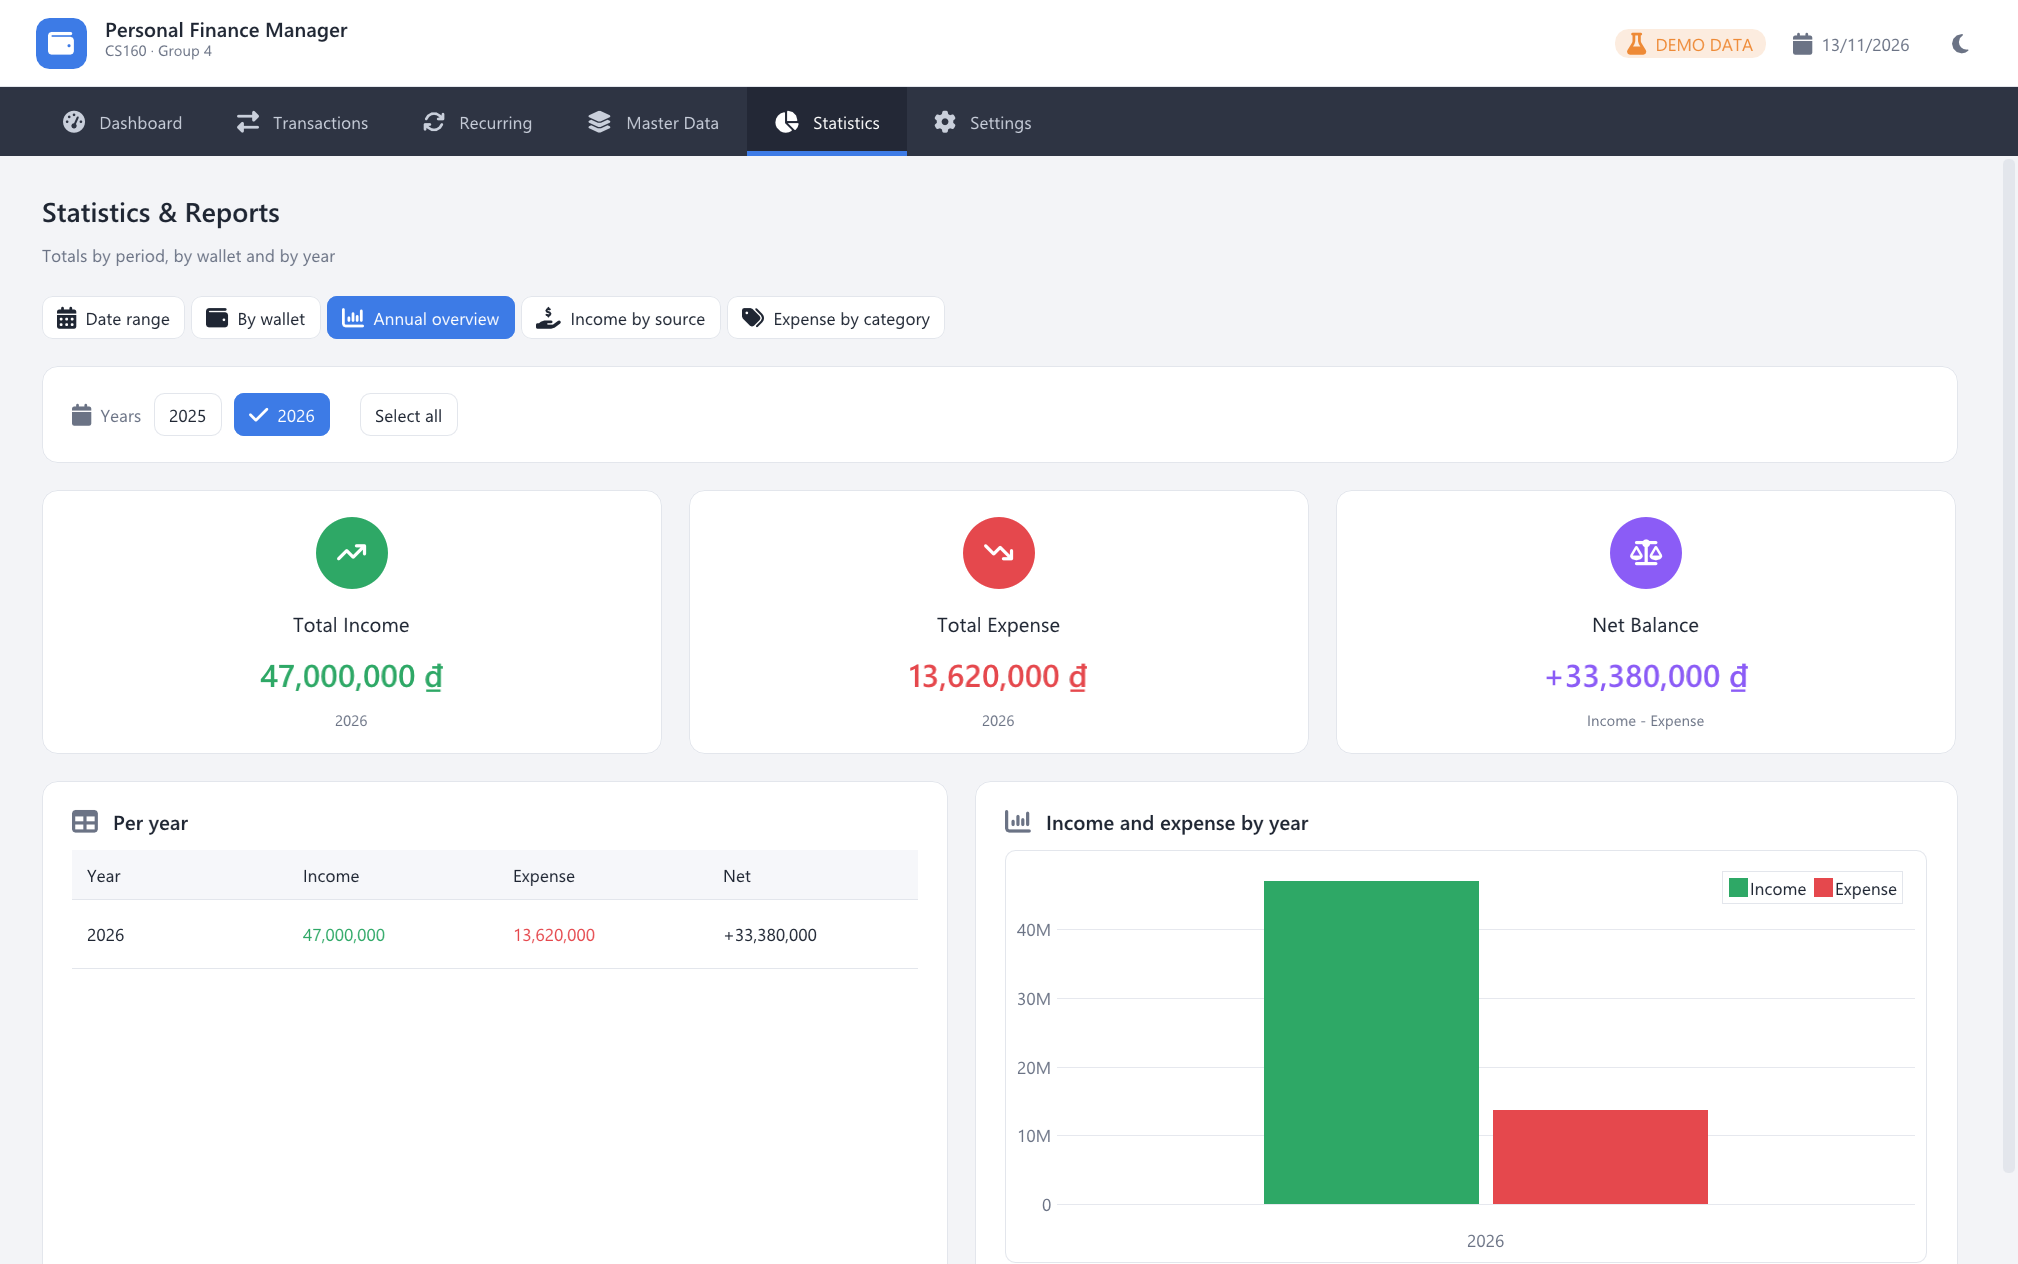 Personal Finance Manager
CS160 · Group 4
DEMO DATA
13/11/2026
Dashboard
Transactions
Recurring
Master Data
Statistics
Settings
Statistics & Reports
Totals by period, by wallet and by year
Date range
By wallet
Annual overview
Income by source
Expense by category
Years
2025
2026
Select all
Total Income
47,000,000 ₫
2026
Total Expense
13,620,000 ₫
2026
Net Balance
+33,380,000 ₫
Income - Expense
Per year
Year Income Expense Net
2026 47,000,000 13,620,000 +33,380,000
Income and expense by year
Income Expense
40M
30M
20M
10M
0
2026